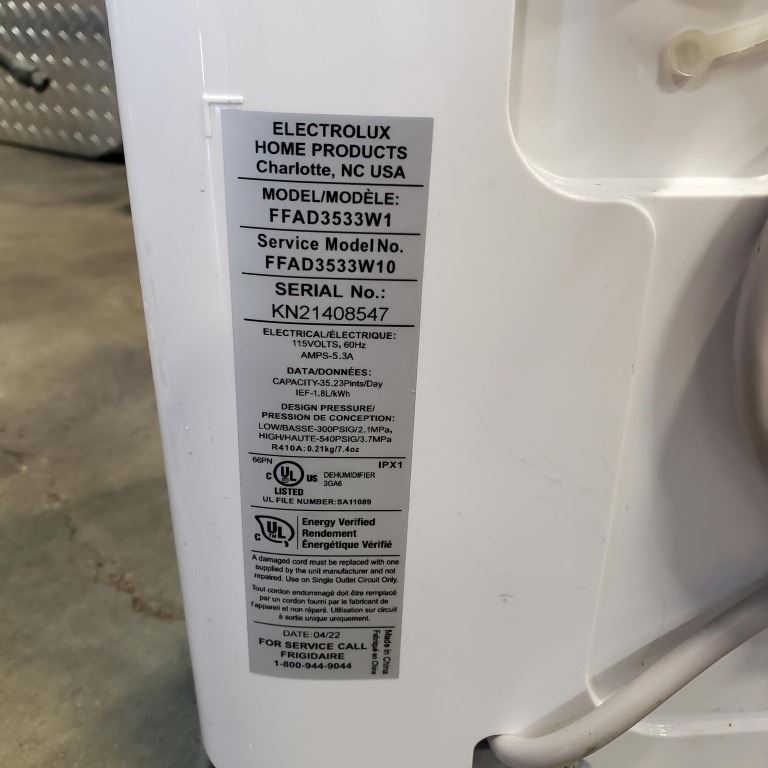 ELECTROLUX
HOME PRODUCTS
Charlotte, NC USA
MODEL/MODÈLE:
FFAD3533W1
Service Model No.
FFAD3533W10
SERIAL No.:
KN21408547
ELECTRICAL/ÉLECTRIQUE:
115VOLTS, 60Hz
AMPS-5.3A
DATA/DONNÉES:
CAPACITY-35.23Pints/Day
IEF-1.8L/kWh
DESIGN PRESSURE/
PRESSION DE CONCEPTION:
LOW/BASSE-300PSIG/2.1MPa,
HIGH/HAUTE-540PSIG/3.7MPa
R410A:0.21kg/7.4oz
66PN IPX1
C UL US DEHUMIDIFIER
3GA6
LISTED
UL FILE NUMBER:SA11089
C UL TM Energy Verified
Rendement
Énergétique Vérifié
A damaged cord must be replaced with one
supplied by the unit manufacturer and not
repaired. Use on Single Outlet Circuit Only.
Tout cordon endommagé doit être remplacé
par un cordon fourni par le fabricant de
l'appareil et non réparé. Utilisation sur circuit
à sortie unique uniquement.
DATE:04/22
FOR SERVICE CALL
FRIGIDAIRE
1-800-944-9044
Made in China
Fabriqué en Chine